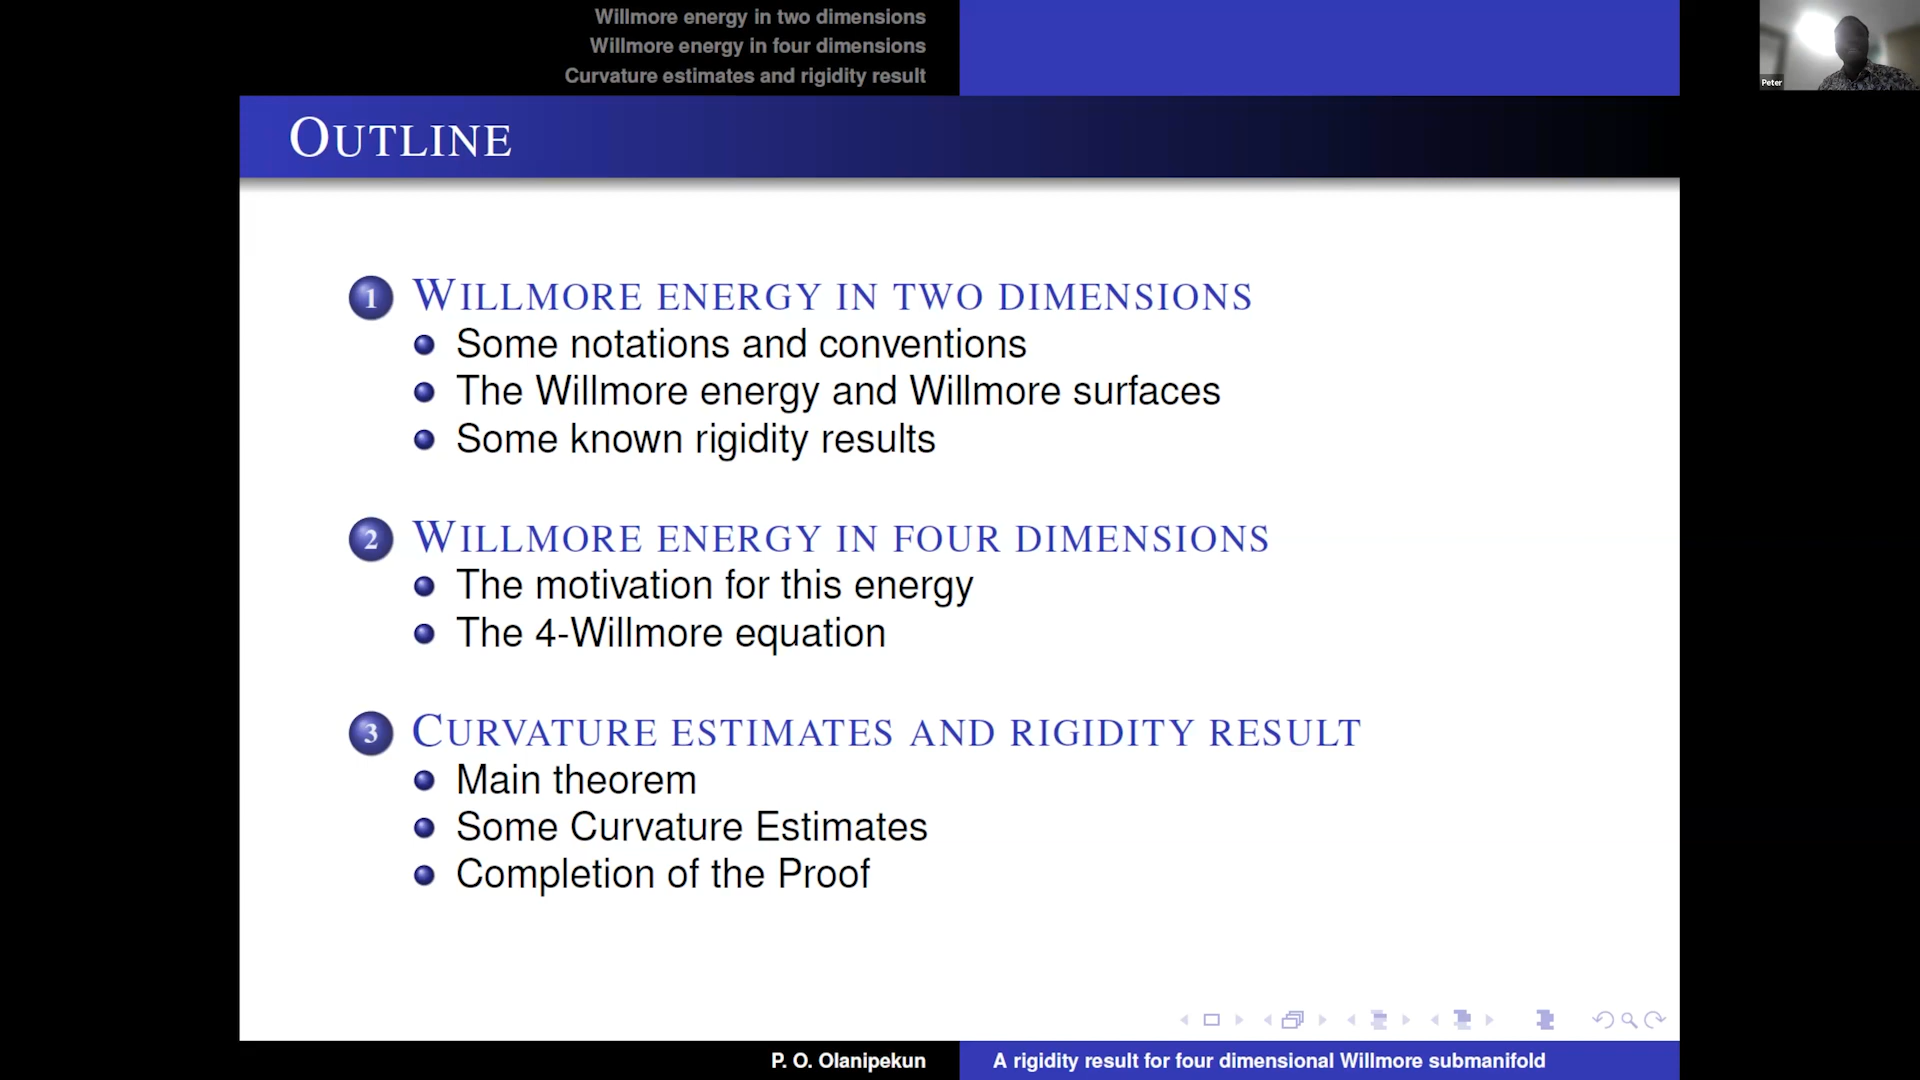 Willmore energy in two dimensions
Willmore energy in four dimensions
Curvature estimates and rigidity result
Peter
OUTLINE
1 WILLMORE ENERGY IN TWO DIMENSIONS
Some notations and conventions
The Willmore energy and Willmore surfaces
Some known rigidity results
2 WILLMORE ENERGY IN FOUR DIMENSIONS
The motivation for this energy
The 4-Willmore equation
3 CURVATURE ESTIMATES AND RIGIDITY RESULT
Main theorem
Some Curvature Estimates
Completion of the Proof
P. O. Olanipekun
A rigidity result for four dimensional Willmore submanifold